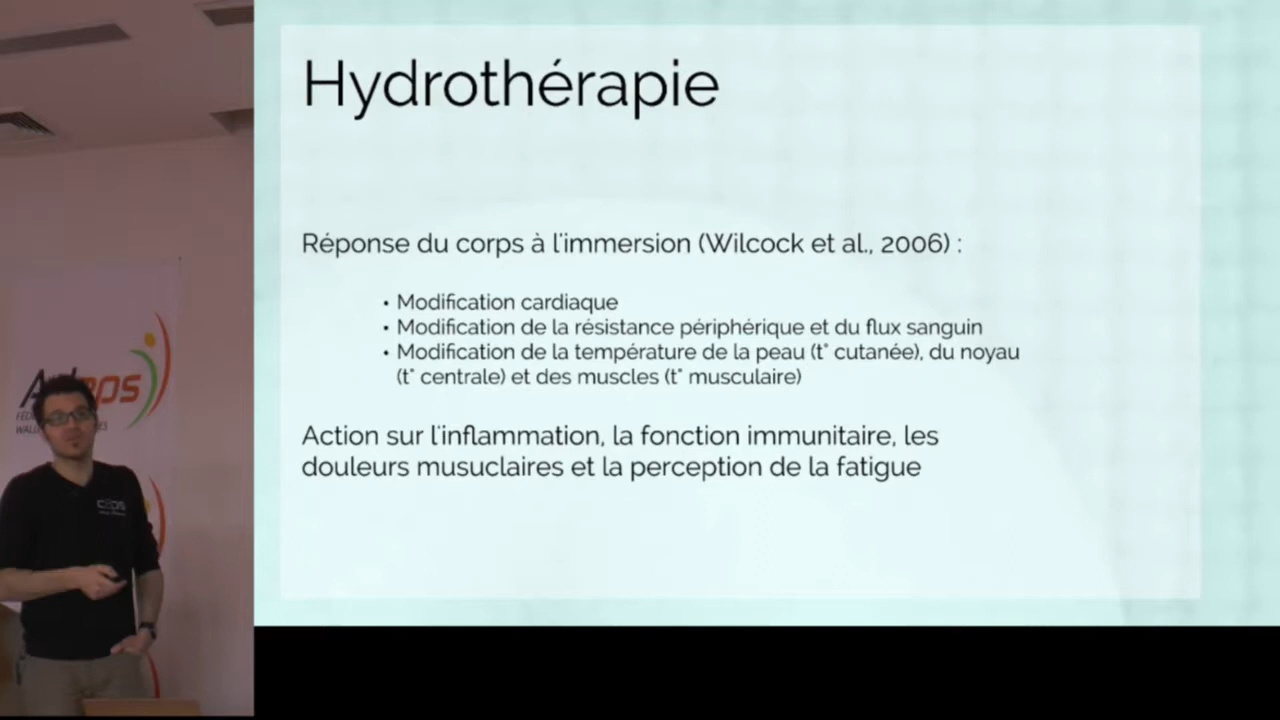 Hydrothérapie
Réponse du corps à l'immersion (Wilcock et al., 2006) :
• Modification cardiaque
• Modification de la résistance périphérique et du flux sanguin
• Modification de la température de la peau (t° cutanée), du noyau
(t° centrale) et des muscles (t° musculaire)
Action sur l'inflammation, la fonction immunitaire, les
douleurs musuclaires et la perception de la fatigue